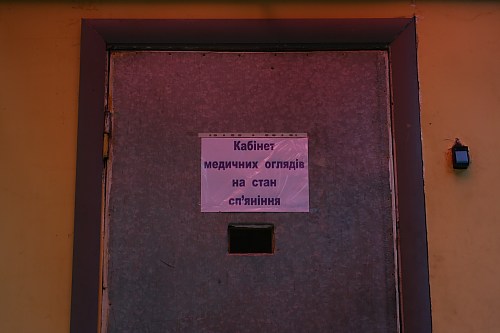 Кабінет
медичних оглядів
на стан
сп'яніння